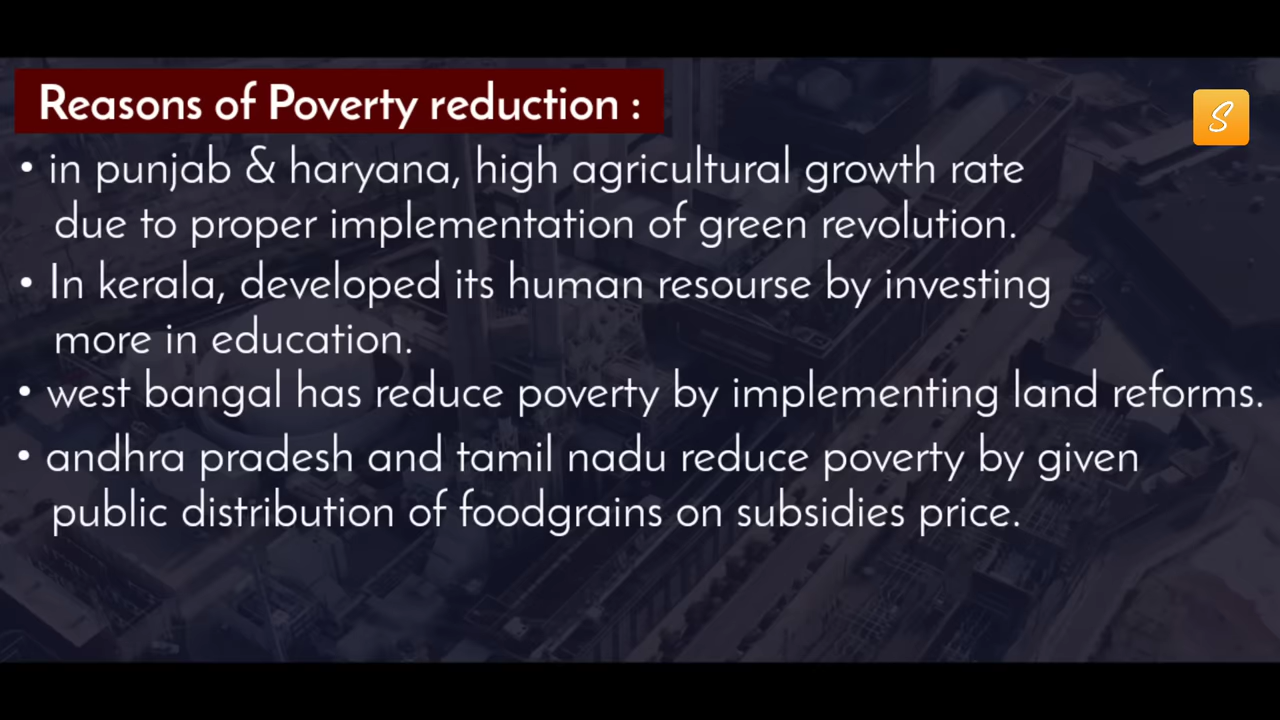 Reasons of Poverty reduction :
S
• in punjab & haryana, high agricultural growth rate
due to proper implementation of green revolution.
• In kerala, developed its human resourse by investing
more in education.
• west bangal has reduce poverty by implementing land reforms.
• andhra pradesh and tamil nadu reduce poverty by given
public distribution of foodgrains on subsidies price.